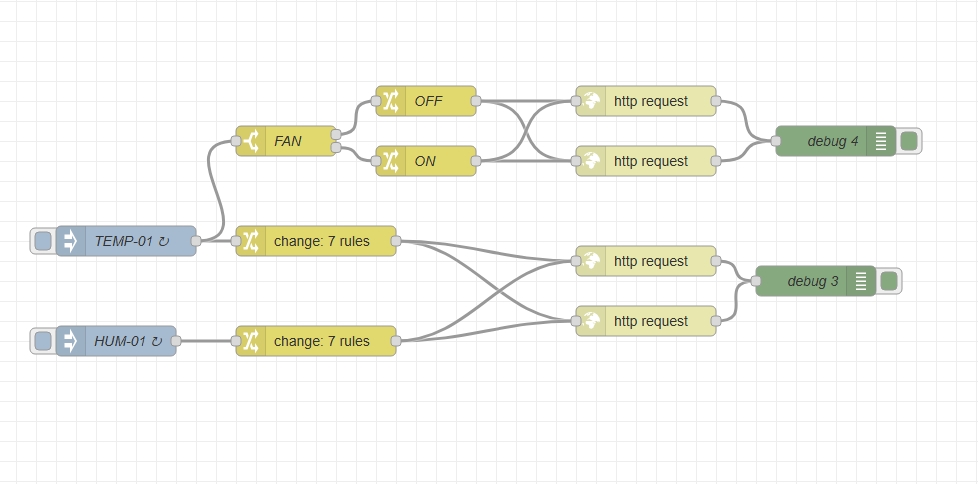 OFF
http request
FAN
debug 4
ON
http request
TEMP-01 ↻
change: 7 rules
http request
debug 3
http request
HUM-01 ↻
change: 7 rules